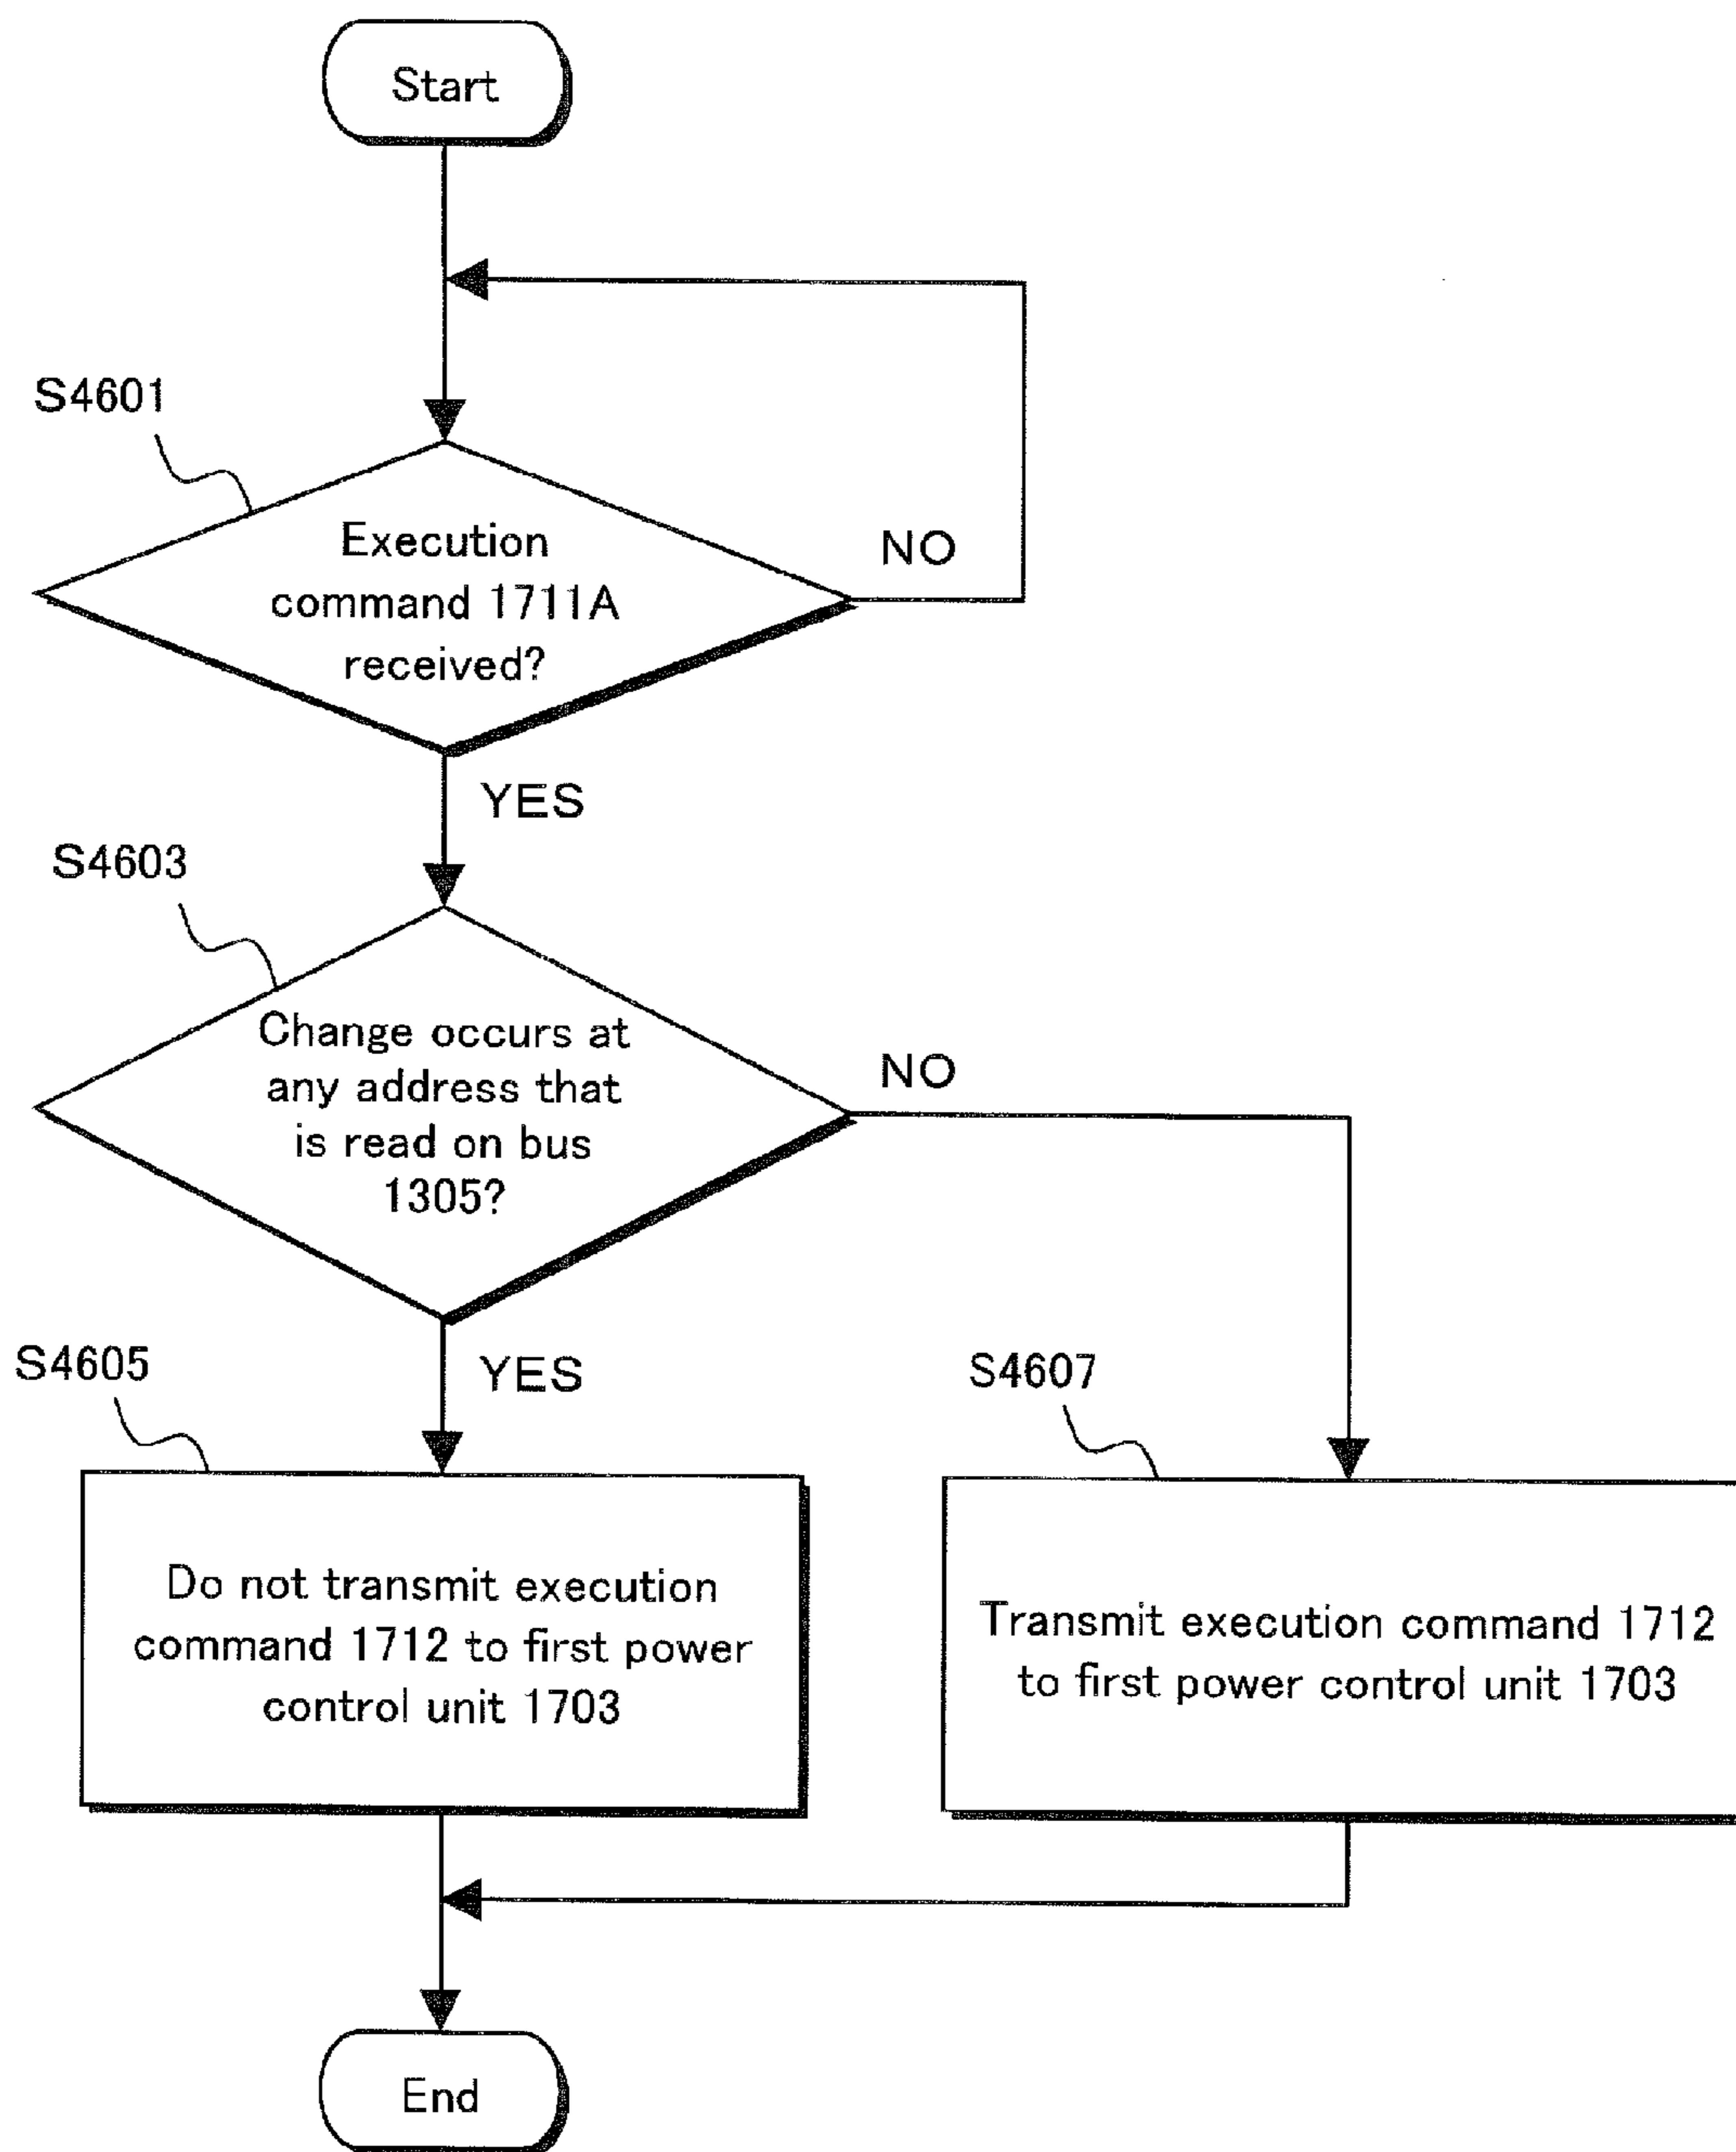 Start
S4601
Execution
command 1711A
received?
NO
YES
S4603
Change occurs at
any address that
is read on bus
1305?
NO
YES
S4605
Do not transmit execution
command 1712 to first power
control unit 1703
S4607
Transmit execution command 1712
to first power control unit 1703
End